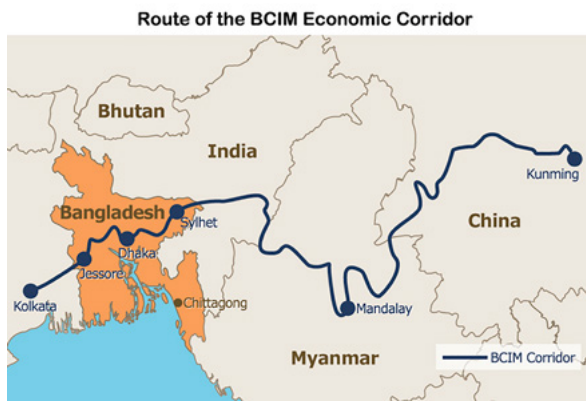 Route of the BCIM Economic Corridor
Bhutan
India
Kunming
Bangladesh
Sylhet
China
Dhaka
Jessore
Kolkata
Chittagong
Mandalay
Myanmar
BCIM Corridor